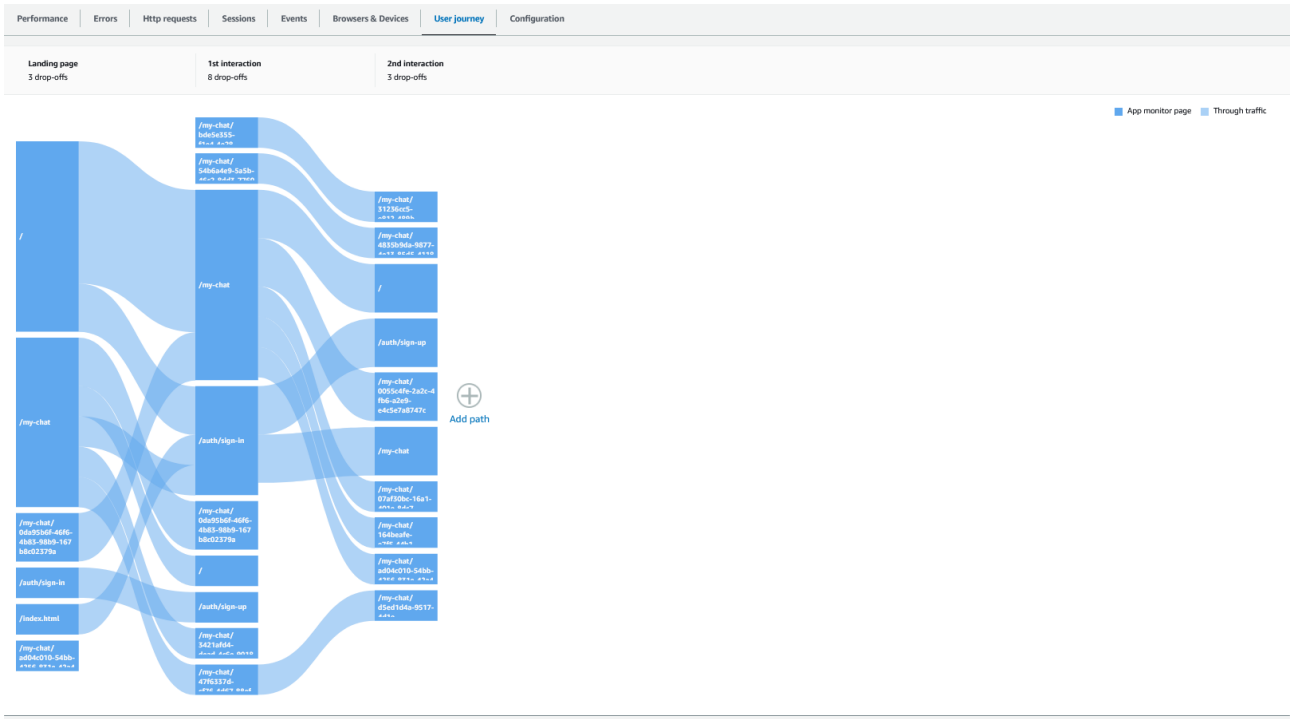 Performance
Errors
Http requests
Sessions
Events
Browsers & Devices
User journey
Configuration
Landing page
3 drop-offs
1st interaction
8 drop-offs
2nd interaction
3 drop-offs
App monitor page
Through traffic
/
/my-chat
/my-chat/
0da95b6f-46f6-
4b83-98b9-167
b8c02379a
/auth/sign-in
/index.html
/my-chat/
ad04c010-54bb-
/my-chat/
bde5e355-
/my-chat/
54b6a4e9-5a5b-
/my-chat
/auth/sign-in
/my-chat/
0da95b6f-46f6-
4b83-98b9-167
b8c02379a
/
/auth/sign-up
/my-chat/
3421afd4-
/my-chat/
47f6337d-
/my-chat/
31236cc5-
/my-chat/
4835b9da-9877-
/
/auth/sign-up
/my-chat/
0055c4fe-2a2c-4
fb6-a2e9-
e4c5e7a8747c
/my-chat
/my-chat/
07af30bc-16a1-
/my-chat/
164beafe-
/my-chat/
ad04c010-54bb-
/my-chat/
d5ed1d4a-9517-
Add path